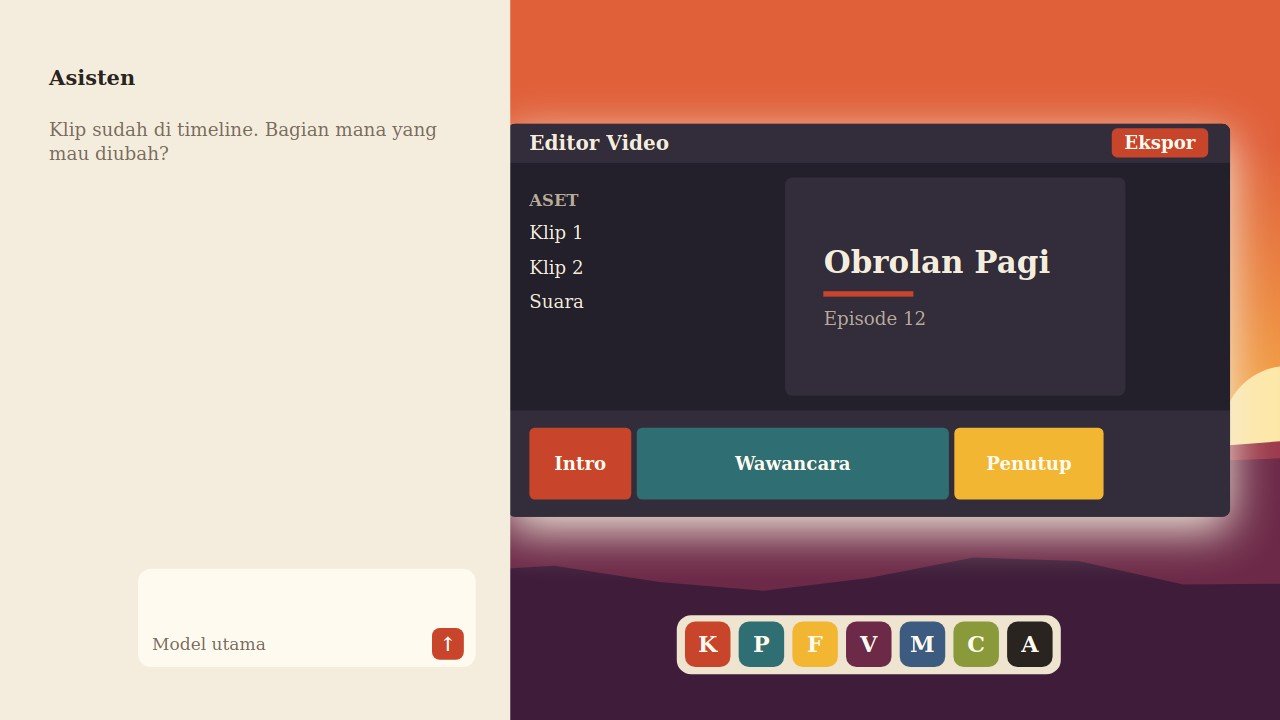 Asisten
Klip sudah di timeline. Bagian mana yang
mau diubah?
Model utama
↑
Editor Video
Ekspor
ASET
Klip 1
Klip 2
Suara
Obrolan Pagi
Episode 12
Intro
Wawancara
Penutup
K P F V M C A